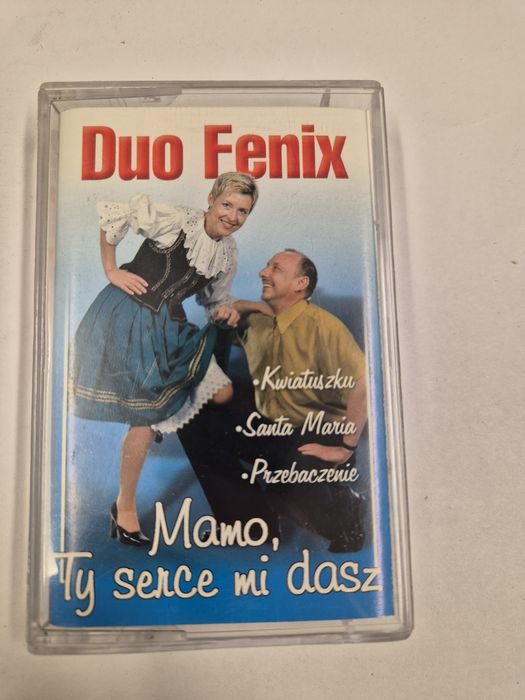 Duo Fenix
•Kwiatuszku
•Santa Maria
•Przebaczenie
Mamo,
Ty serce mi dasz